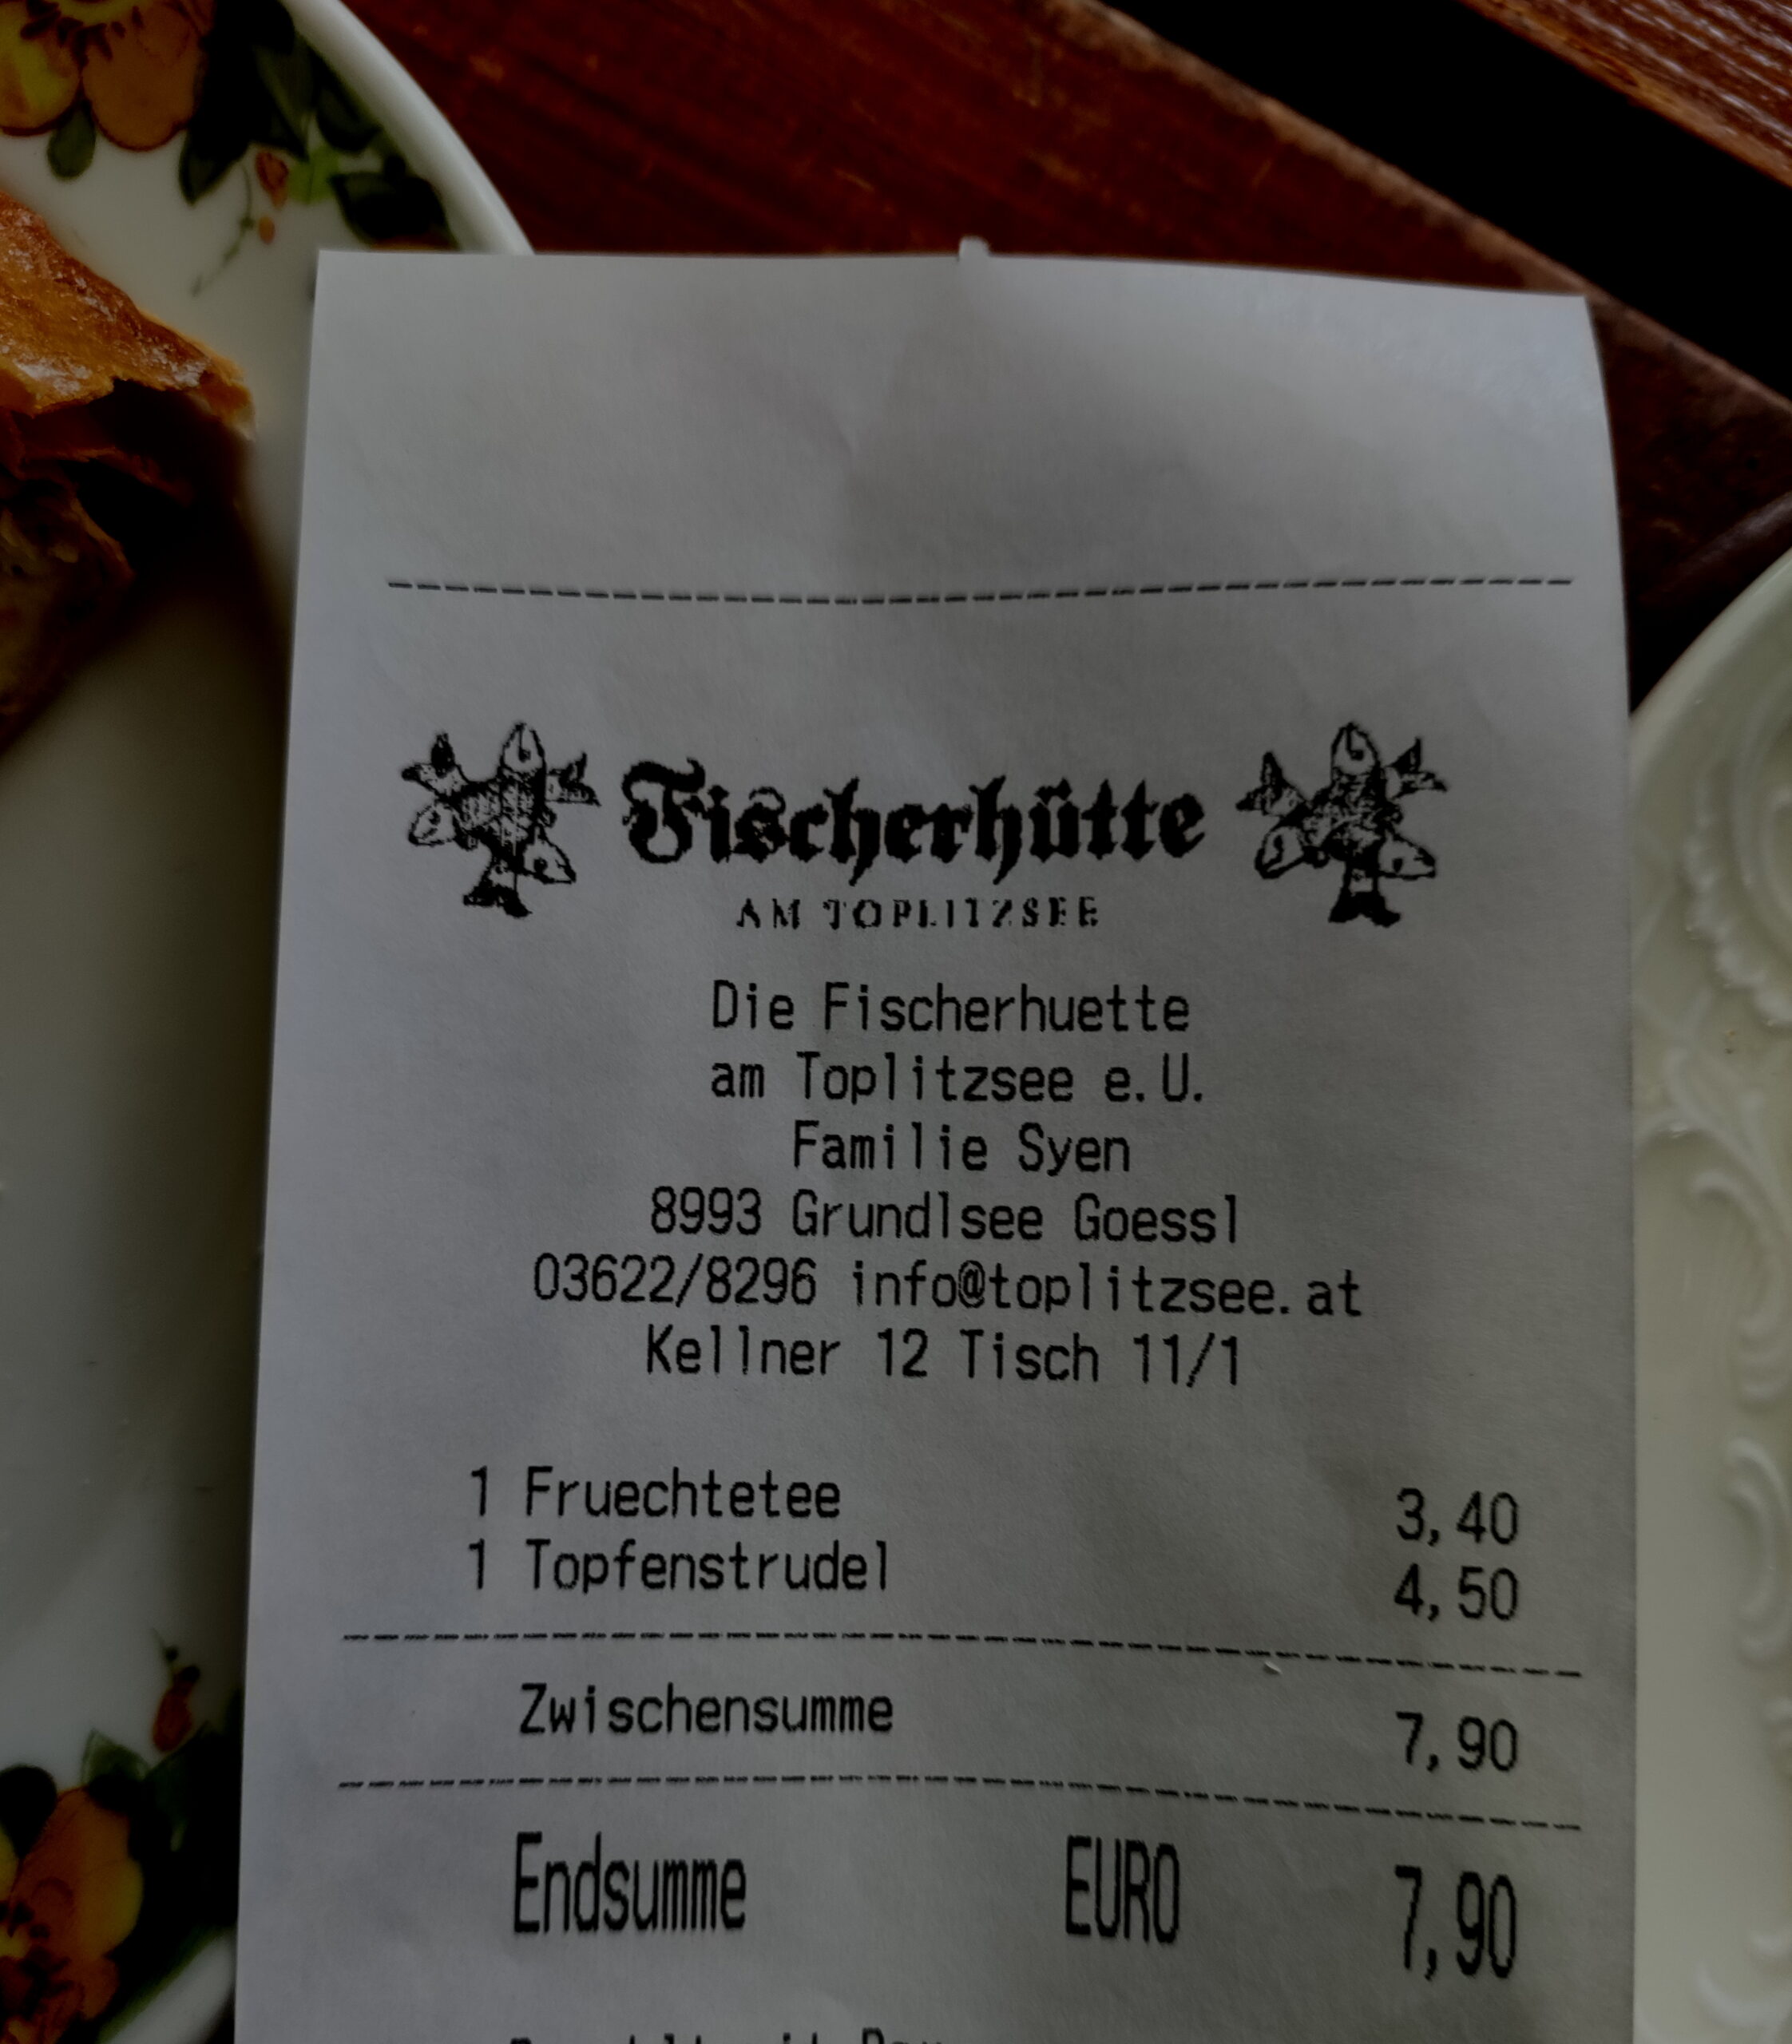 Fischerhütte
AM TOPLITZSEE
Die Fischerhuette
am Toplitzsee e.U.
Familie Syen
8993 Grundlsee Goessl
03622/8296 info@toplitzsee.at
Kellner 12 Tisch 11/1
1 Fruechtetee 3,40
1 Topfenstrudel 4,50
Zwischensumme 7,90
Endsumme EURO 7,90